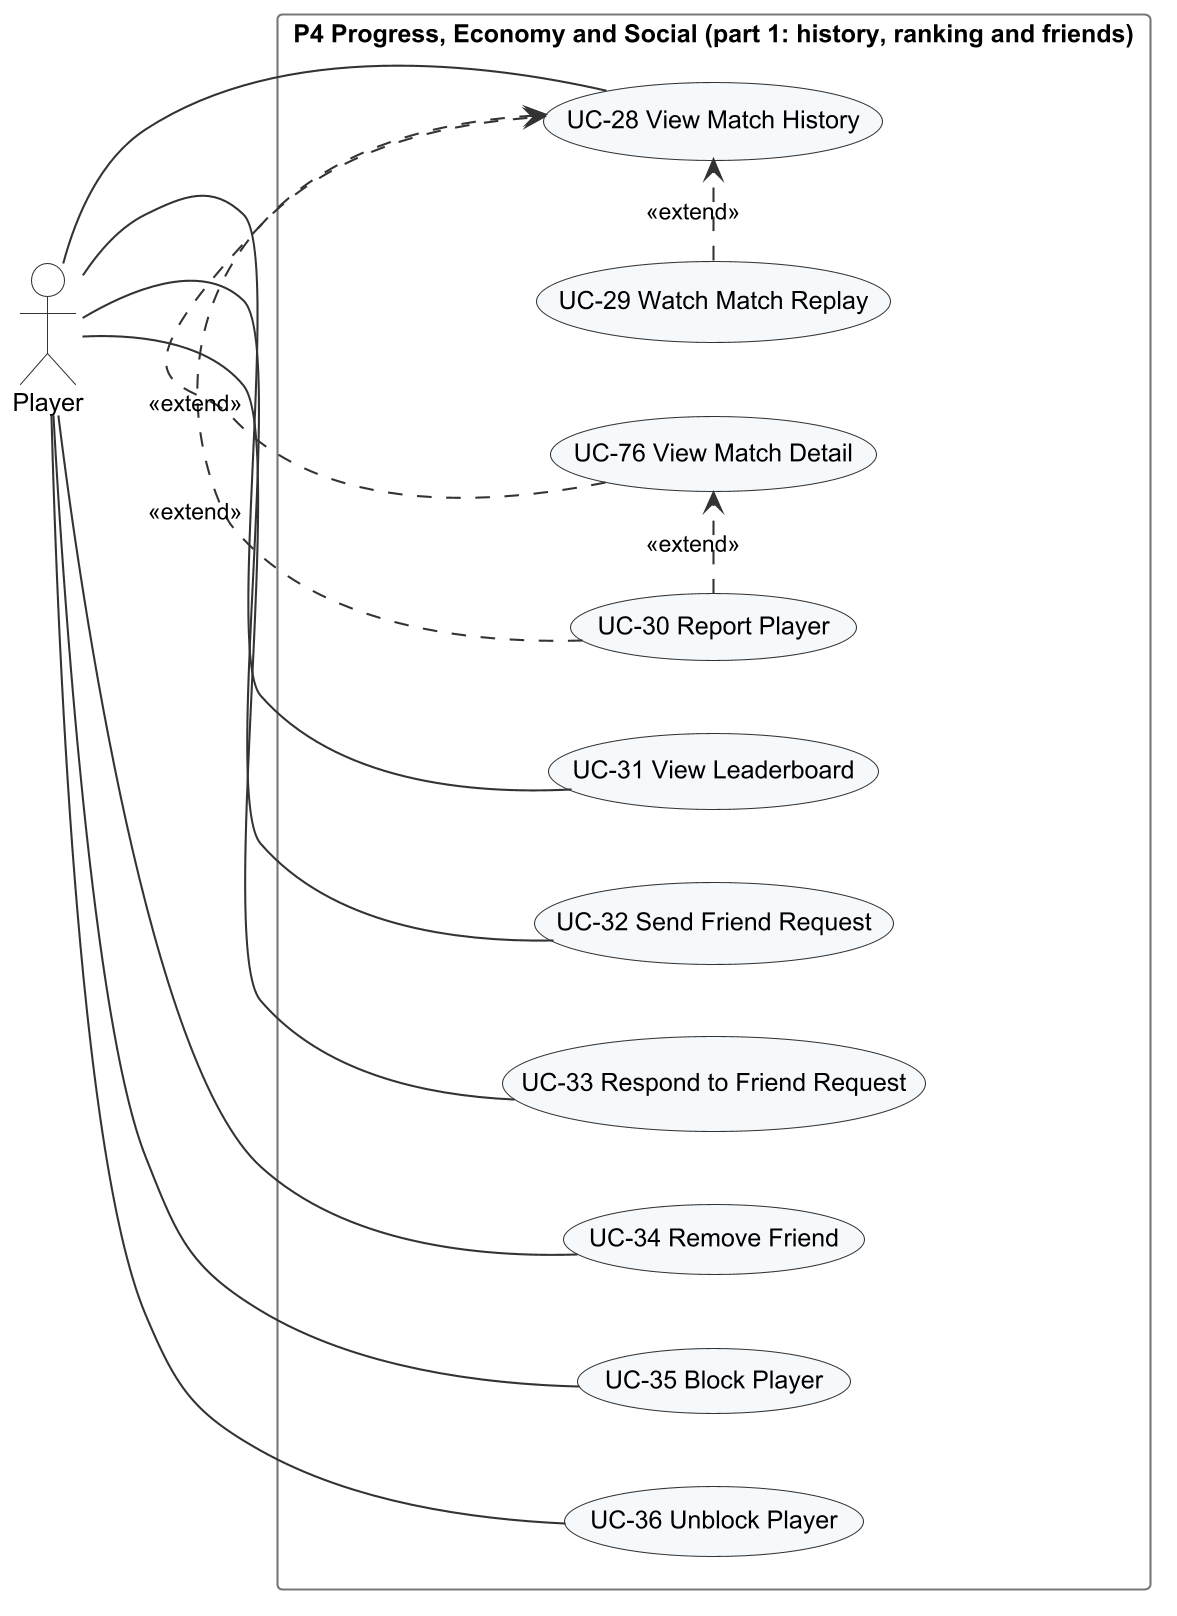 P4 Progress, Economy and Social (part 1: history, ranking and friends)
UC-28 View Match History
«extend»
UC-29 Watch Match Replay
Player
«extend»
UC-76 View Match Detail
«extend»
«extend»
UC-30 Report Player
UC-31 View Leaderboard
UC-32 Send Friend Request
UC-33 Respond to Friend Request
UC-34 Remove Friend
UC-35 Block Player
UC-36 Unblock Player